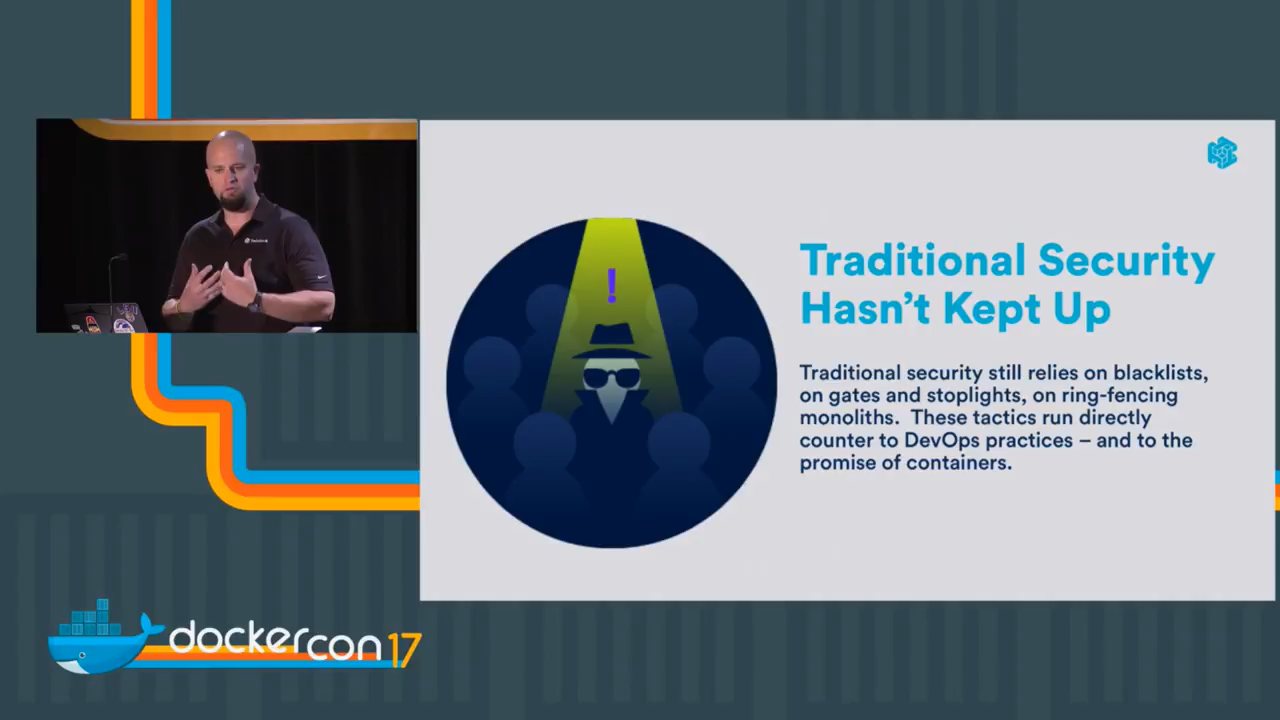 Traditional Security
Hasn’t Kept Up
Traditional security still relies on blacklists,
on gates and stoplights, on ring-fencing
monoliths.  These tactics run directly
counter to DevOps practices – and to the
promise of containers.
!
dockercon17